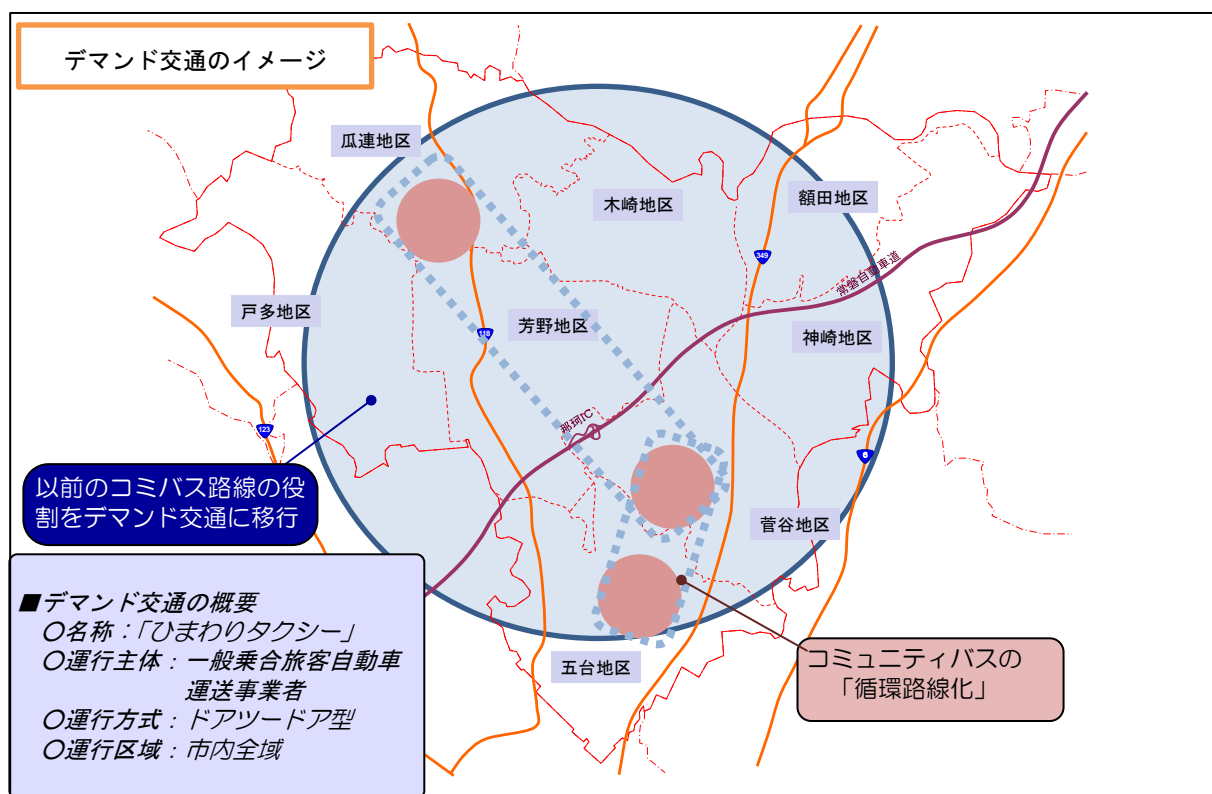 デマンド交通のイメージ
瓜連地区
木崎地区
額田地区
349
常磐自動車道
戸多地区
118
芳野地区
神崎地区
那珂IC
123
6
以前のコミバス路線の役
割をデマンド交通に移行
菅谷地区
■デマンド交通の概要
○名称：「ひまわりタクシー」
○運行主体：一般乗合旅客自動車
運送事業者
○運行方式：ドアツードア型
○運行区域：市内全域
五台地区
コミュニティバスの
「循環路線化」